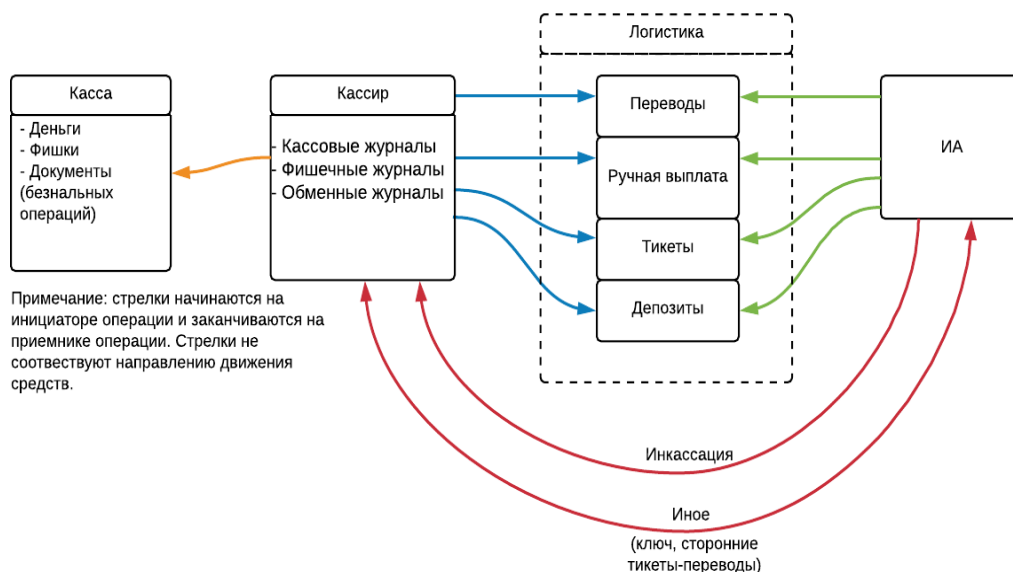 Логистика
Касса
- Деньги
- Фишки
- Документы
(безнальных
операций)
Кассир
- Кассовые журналы
- Фишечные журналы
- Обменные журналы
Переводы
Ручная выплата
Тикеты
Депозиты
ИА
Примечание: стрелки начинаются на
инициаторе операции и заканчиваются на
приемнике операции. Стрелки не
соотвествуют направлению движения
средств.
Инкассация
Иное
(ключ, сторонние
тикеты-переводы)